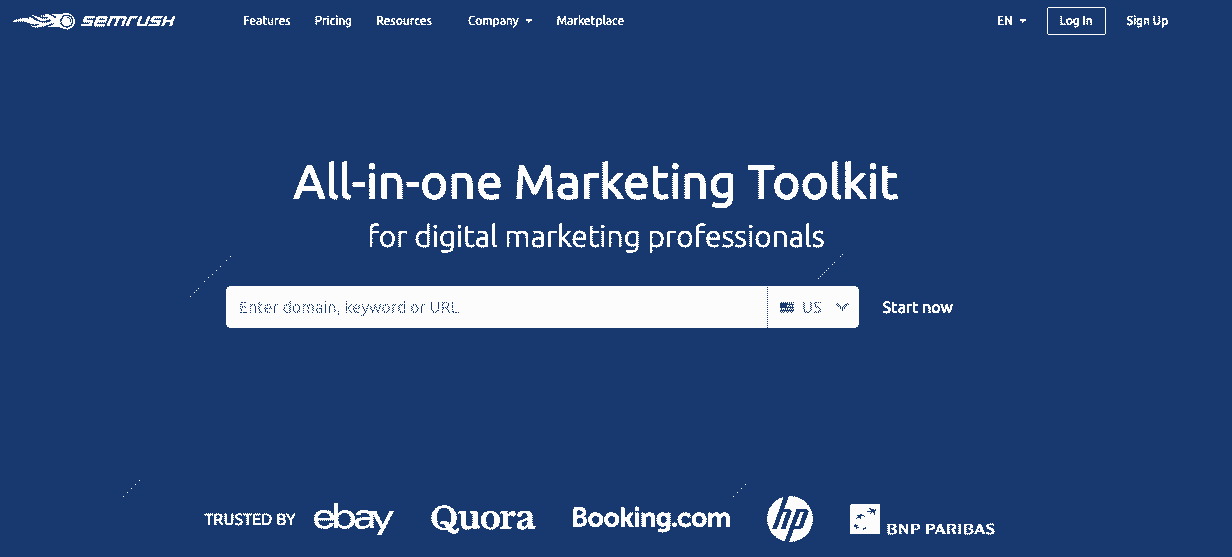 SEMRUSH Features Pricing Resources Company Marketplace EN Log In Sign Up
All-in-one Marketing Toolkit
for digital marketing professionals
Enter domain, keyword or URL US Start now
TRUSTED BY ebay Quora Booking.com hp BNP PARIBAS